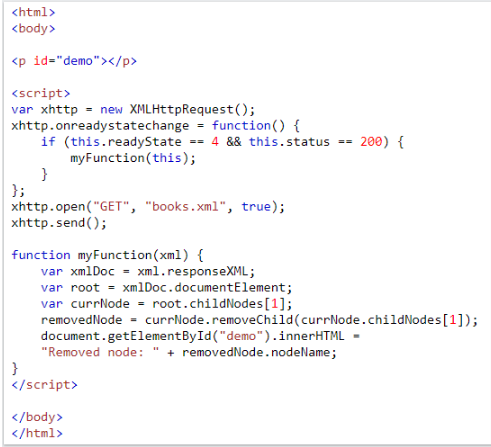 <html>
<body>
<p id="demo"></p>
<script>
var xhttp = new XMLHttpRequest();
xhttp.onreadystatechange = function() {
    if (this.readyState == 4 && this.status == 200) {
        myFunction(this);
    }
};
xhttp.open("GET", "books.xml", true);
xhttp.send();
function myFunction(xml) {
    var xmlDoc = xml.responseXML;
    var root = xmlDoc.documentElement;
    var currNode = root.childNodes[1];
    removedNode = currNode.removeChild(currNode.childNodes[1]);
    document.getElementById("demo").innerHTML =
    "Removed node: " + removedNode.nodeName;
}
</script>
</body>
</html>